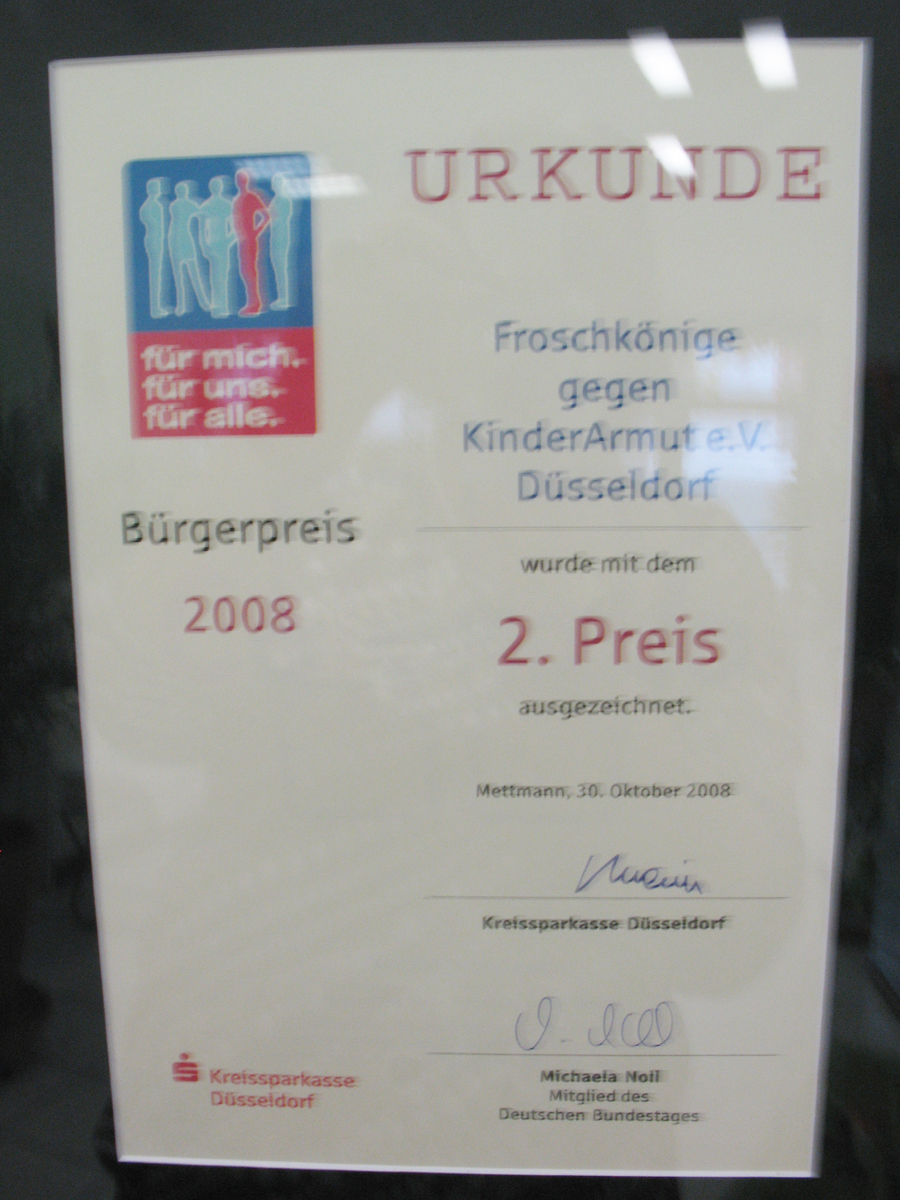 URKUNDE
für mich.
für uns.
für alle.
Bürgerpreis
2008
Froschkönige
gegen
KinderArmut e.V.
Düsseldorf
wurde mit dem
2. Preis
ausgezeichnet.
Mettmann, 30. Oktober 2008
Kreissparkasse Düsseldorf
Michaela Noll
Mitglied des
Deutschen Bundestages
Kreissparkasse
Düsseldorf